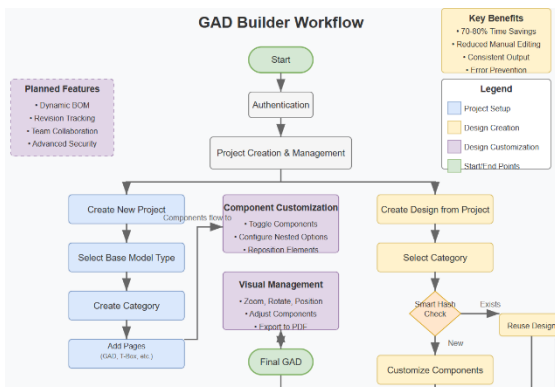 GAD Builder Workflow
Key Benefits
• 70-80% Time Savings
• Reduced Manual Editing
• Consistent Output
• Error Prevention
Start
Planned Features
• Dynamic BOM
• Revision Tracking
• Team Collaboration
• Advanced Security
Authentication
Legend
Project Setup
Design Creation
Design Customization
Start/End Points
Project Creation & Management
Create New Project
Components flow to
Component Customization
• Toggle Components
• Configure Nested Options
• Reposition Elements
Create Design from Project
Select Base Model Type
Select Category
Visual Management
• Zoom, Rotate, Position
• Adjust Components
• Export to PDF
Create Category
Smart Hash
Check
Exists
Reuse Design
New
Add Pages
(GAD, T-Box, etc.)
Final GAD
Customize Components